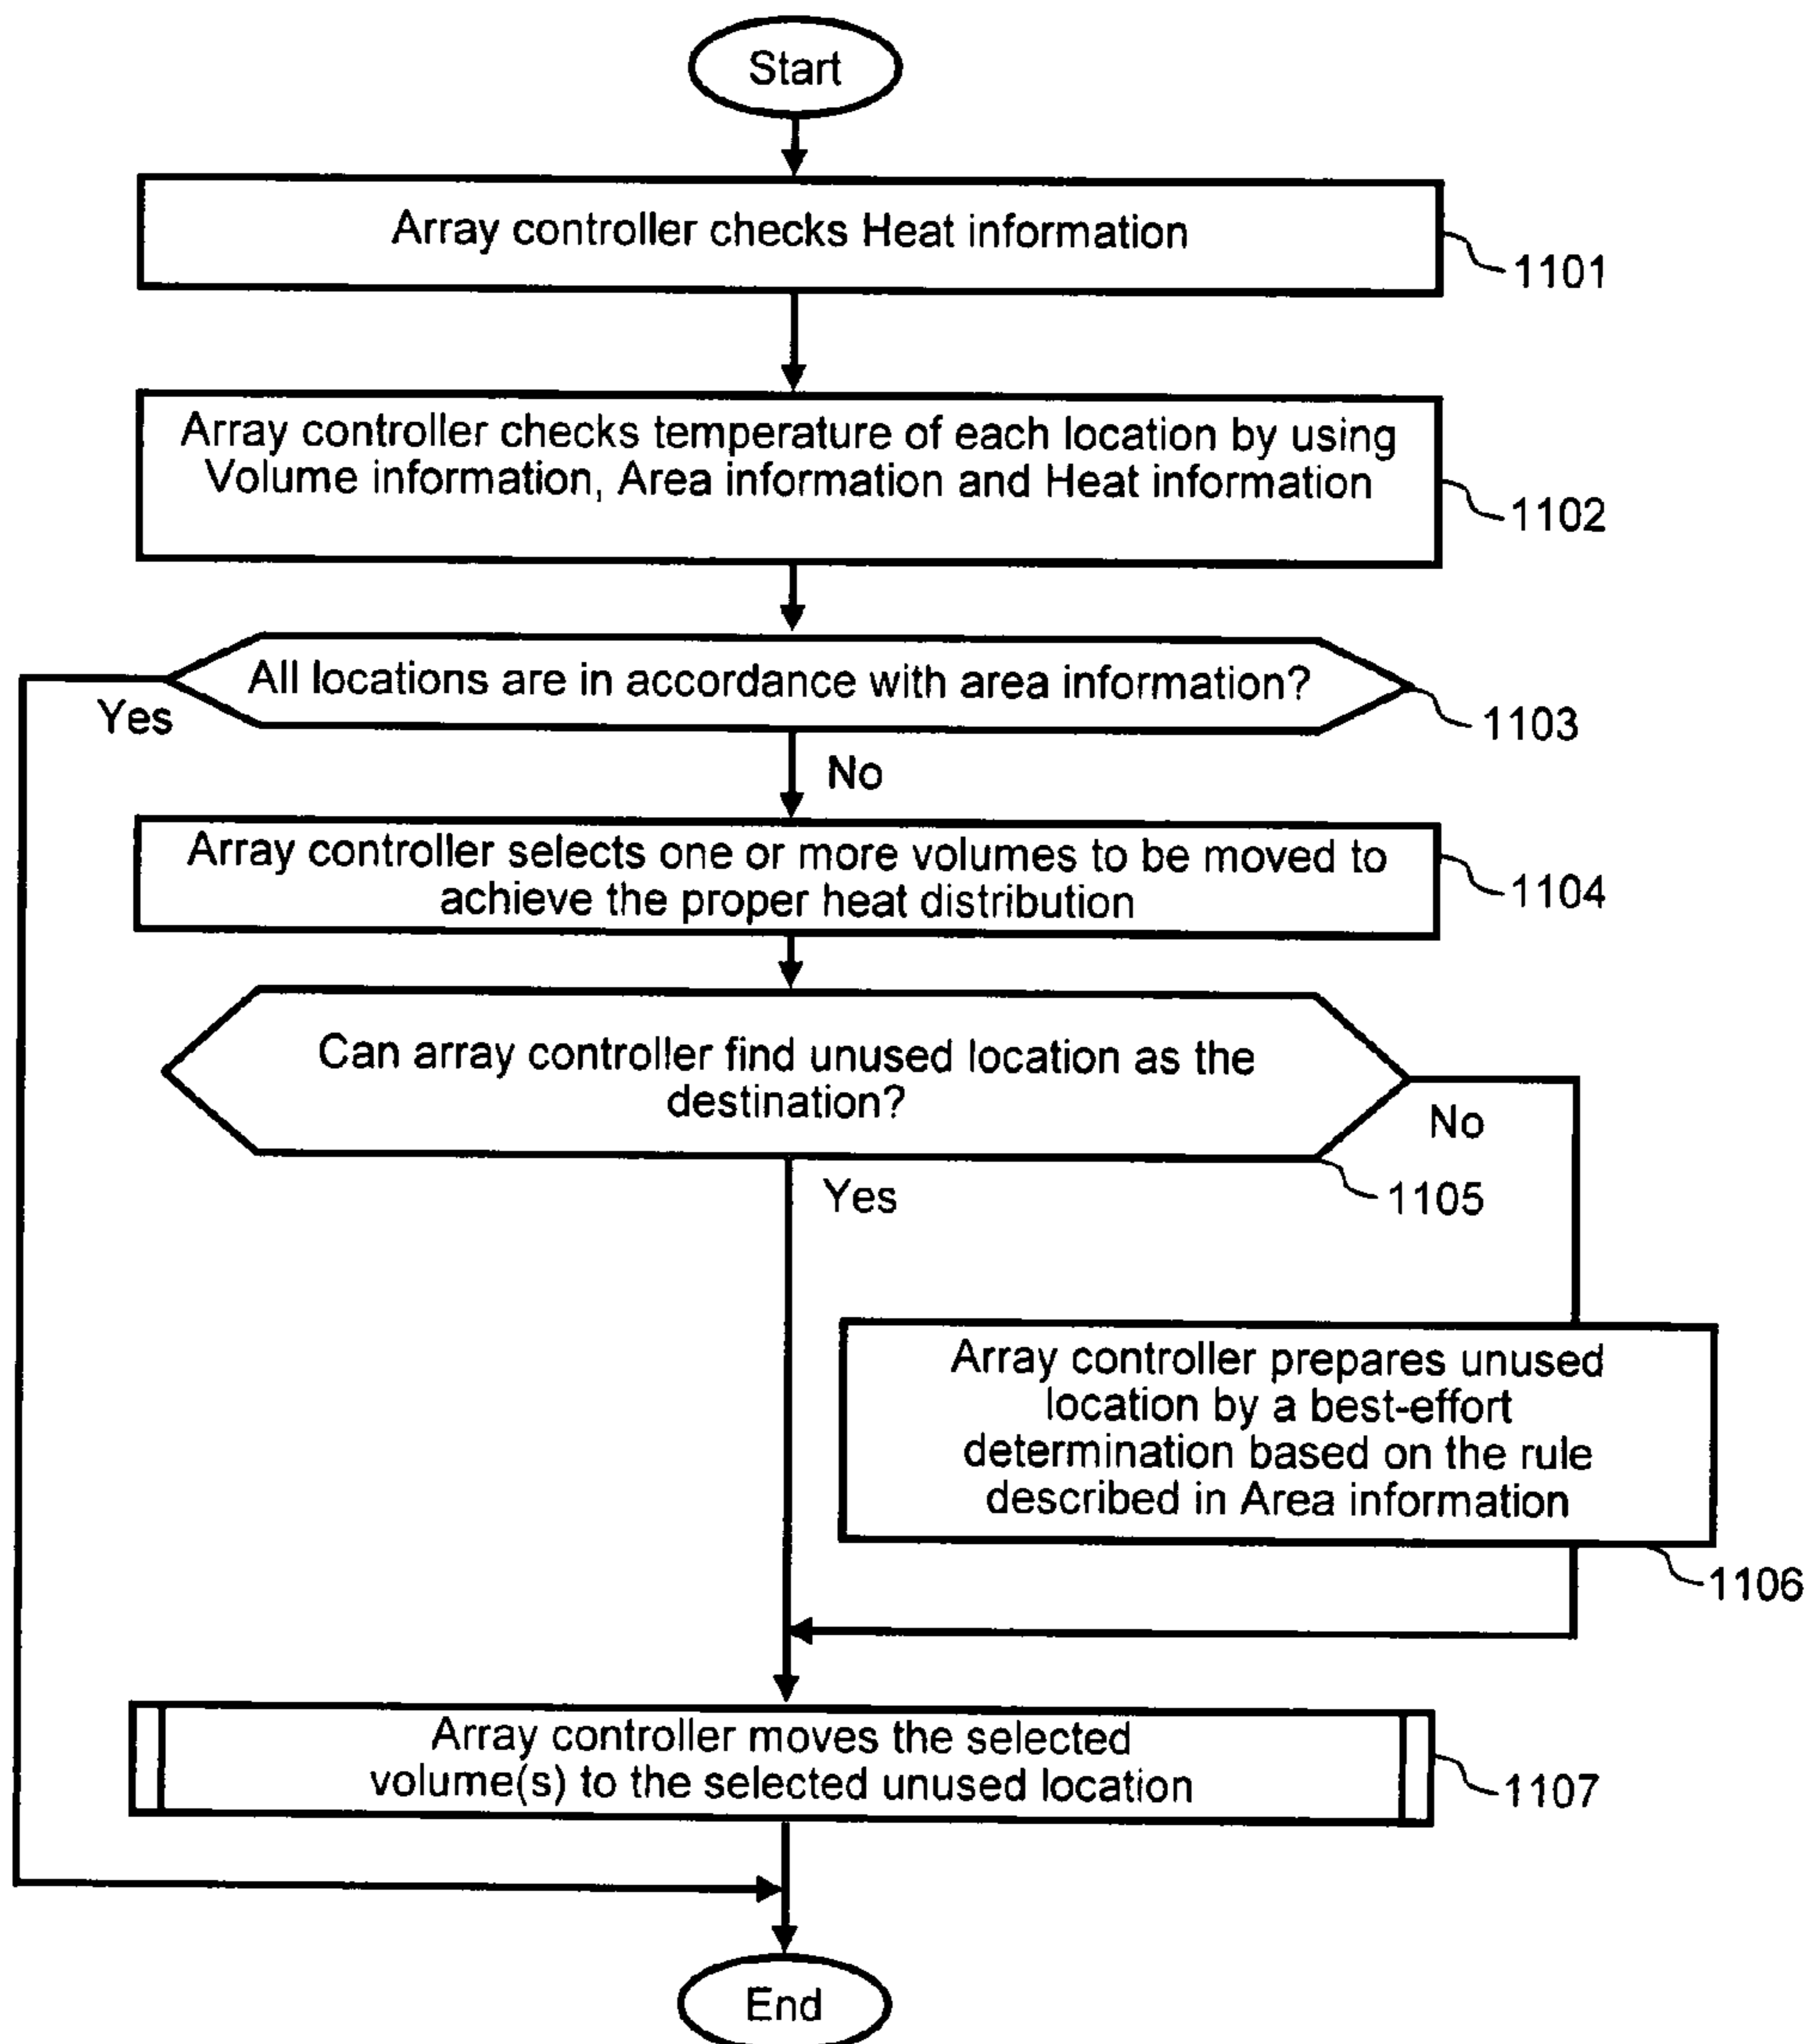 Start
Array controller checks Heat information
1101
Array controller checks temperature of each location by using
Volume information, Area information and Heat information
1102
All locations are in accordance with area information?
Yes
1103
No
Array controller selects one or more volumes to be moved to
achieve the proper heat distribution
1104
Can array controller find unused location as the
destination?
No
Yes
1105
Array controller prepares unused
location by a best-effort
determination based on the rule
described in Area information
1106
Array controller moves the selected
volume(s) to the selected unused location
1107
End